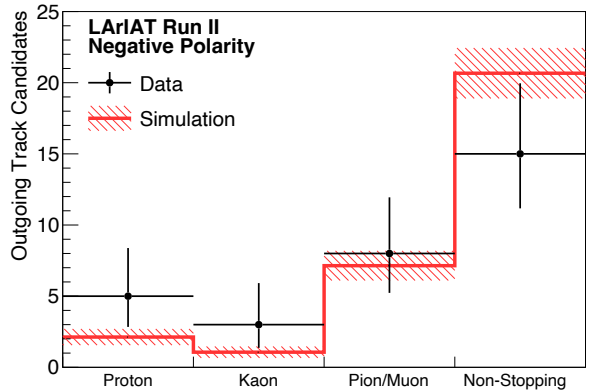 LArIAT Run II
Negative Polarity
Data
Simulation
Outgoing Track Candidates
25
20
15
10
5
0
Proton Kaon Pion/Muon Non-Stopping